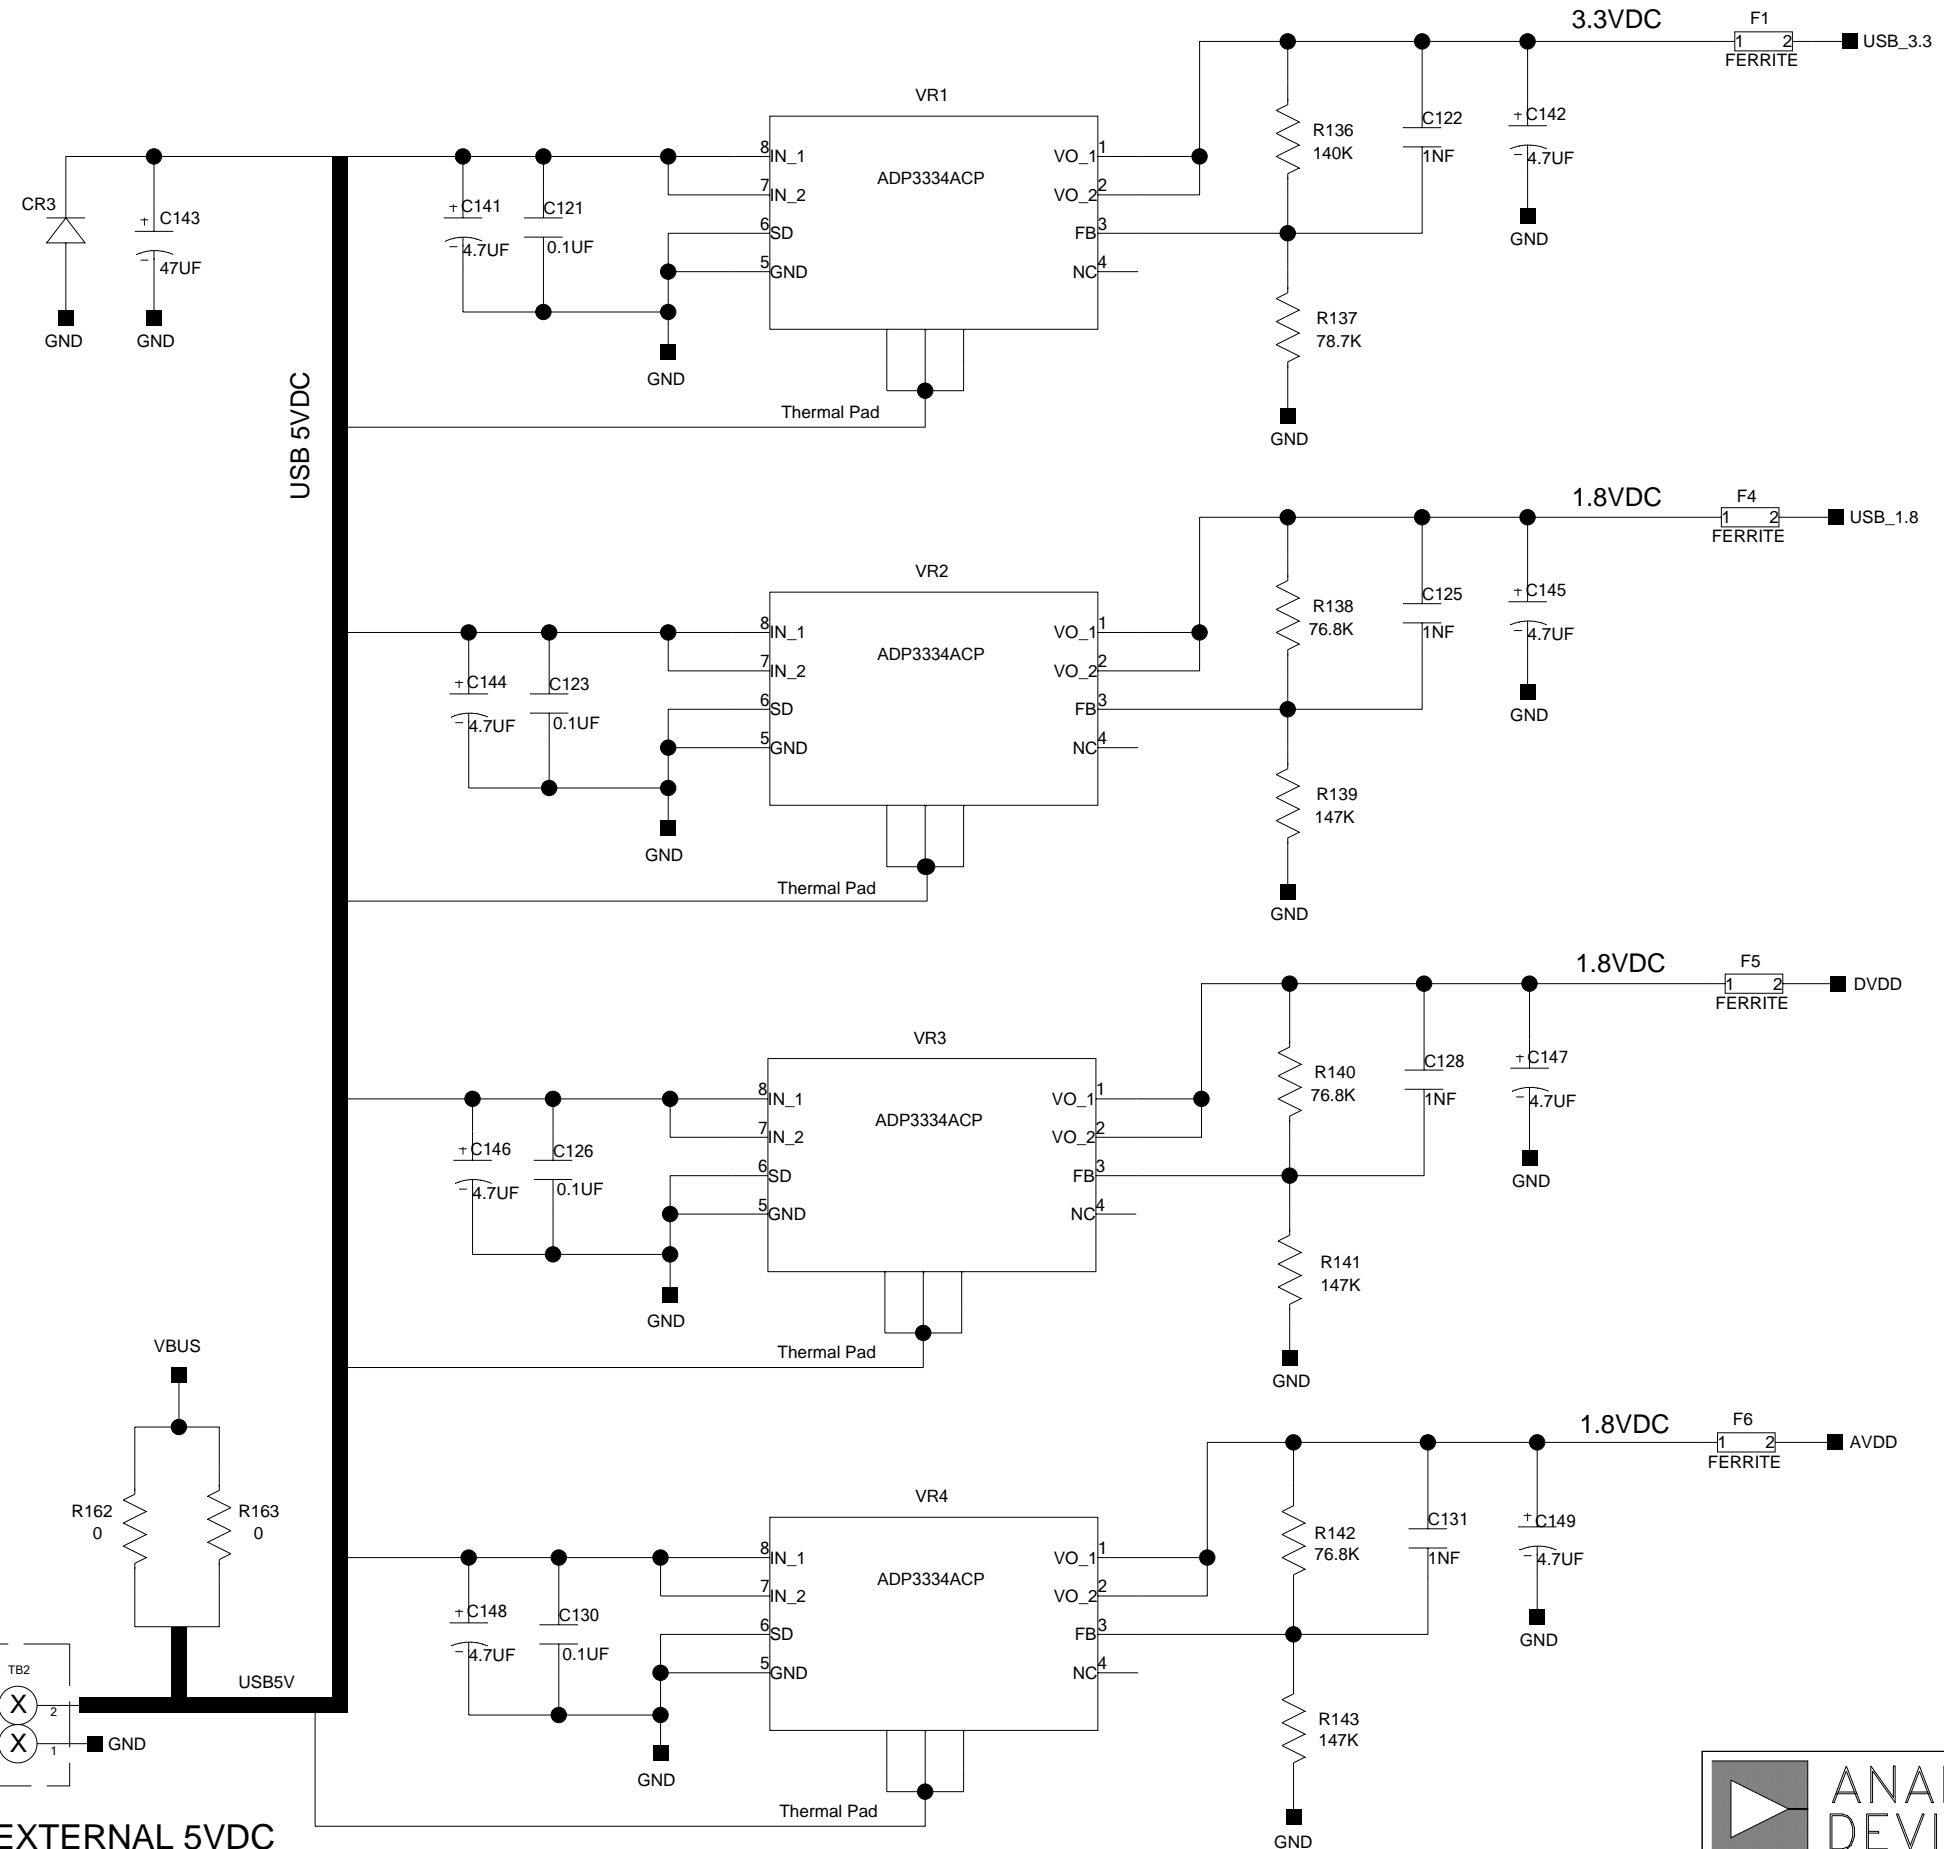 3.3VDC
F1
1 2
FERRITE
USB_3.3
VR1
ADP3334ACP
8 IN_1
7 IN_2
6 SD
5 GND
VO_1 1
VO_2 2
FB 3
NC 4
CR3
GND
+ C143
- 47UF
GND
+ C141
- 4.7UF
C121
0.1UF
GND
Thermal Pad
R136
140K
C122
1NF
+ C142
- 4.7UF
GND
R137
78.7K
GND
USB 5VDC
1.8VDC
F4
1 2
FERRITE
USB_1.8
VR2
ADP3334ACP
8 IN_1
7 IN_2
6 SD
5 GND
VO_1 1
VO_2 2
FB 3
NC 4
+ C144
- 4.7UF
C123
0.1UF
GND
Thermal Pad
R138
76.8K
C125
1NF
+ C145
- 4.7UF
GND
R139
147K
GND
1.8VDC
F5
1 2
FERRITE
DVDD
VR3
ADP3334ACP
8 IN_1
7 IN_2
6 SD
5 GND
VO_1 1
VO_2 2
FB 3
NC 4
+ C146
- 4.7UF
C126
0.1UF
GND
Thermal Pad
R140
76.8K
C128
1NF
+ C147
- 4.7UF
GND
R141
147K
GND
VBUS
R162
0
R163
0
1.8VDC
F6
1 2
FERRITE
AVDD
VR4
ADP3334ACP
8 IN_1
7 IN_2
6 SD
5 GND
VO_1 1
VO_2 2
FB 3
NC 4
+ C148
- 4.7UF
C130
0.1UF
GND
Thermal Pad
R142
76.8K
C131
1NF
+ C149
- 4.7UF
GND
R143
147K
GND
TB2
X 2
X 1
GND
USB5V
EXTERNAL 5VDC